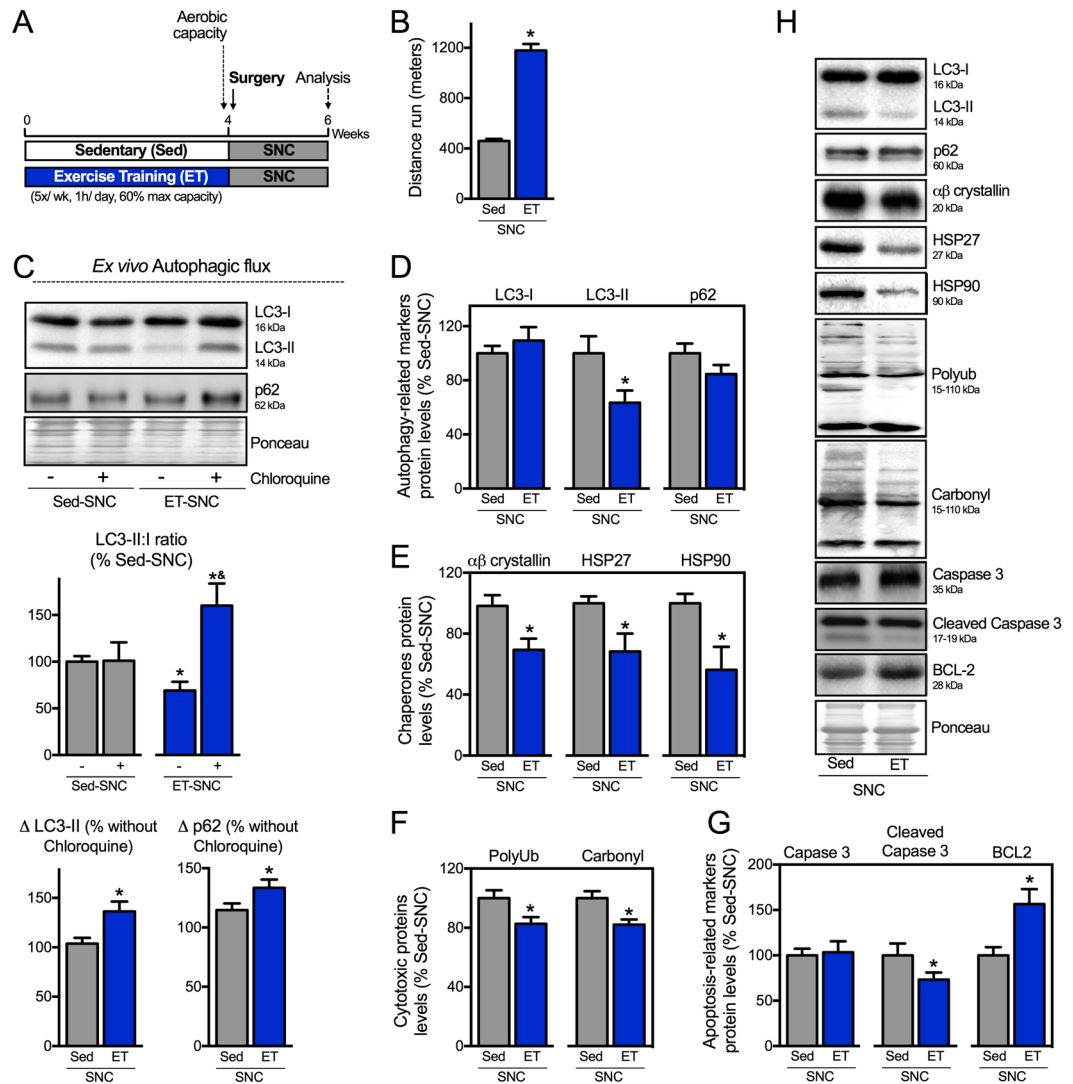 A
Aerobic
capacity
Surgery
Analysis
0
4
6
Weeks
Sedentary (Sed)
SNC
Exercise Training (ET)
SNC
(5x/ wk, 1h/ day, 60% max capacity)
B
Distance run (meters)
1200
800
400
0
*
Sed
ET
SNC
C
Ex vivo Autophagic flux
LC3-I
16 kDa
LC3-II
14 kDa
p62
62 kDa
Ponceau
- + - +
Chloroquine
Sed-SNC
ET-SNC
LC3-II:I ratio
(% Sed-SNC)
150
100
50
0
*
*&
- + - +
Sed-SNC
ET-SNC
Δ LC3-II (% without
Chloroquine)
150
100
50
0
*
Sed
ET
SNC
Δ p62 (% without
Chloroquine)
150
100
50
0
*
Sed
ET
SNC
D
Autophagy-related markers
protein levels (% Sed-SNC)
LC3-I
LC3-II
p62
120
80
40
0
*
Sed ET
Sed ET
Sed ET
SNC
SNC
SNC
E
Chaperones protein
levels (% Sed-SNC)
αβ crystallin
HSP27
HSP90
120
80
40
0
*
*
*
Sed ET
Sed ET
Sed ET
SNC
SNC
SNC
F
Cytotoxic proteins
levels (% Sed-SNC)
PolyUb
Carbonyl
120
80
40
0
*
*
Sed ET
Sed ET
SNC
SNC
G
Apoptosis-related markers
protein levels (% Sed-SNC)
Capase 3
Cleaved
Capase 3
BCL2
200
150
100
50
0
*
*
Sed ET
Sed ET
Sed ET
SNC
SNC
SNC
H
LC3-I
16 kDa
LC3-II
14 kDa
p62
60 kDa
αβ crystallin
20 kDa
HSP27
27 kDa
HSP90
90 kDa
Polyub
15-110 kDa
Carbonyl
15-110 kDa
Caspase 3
35 kDa
Cleaved Caspase 3
17-19 kDa
BCL-2
28 kDa
Ponceau
Sed
ET
SNC